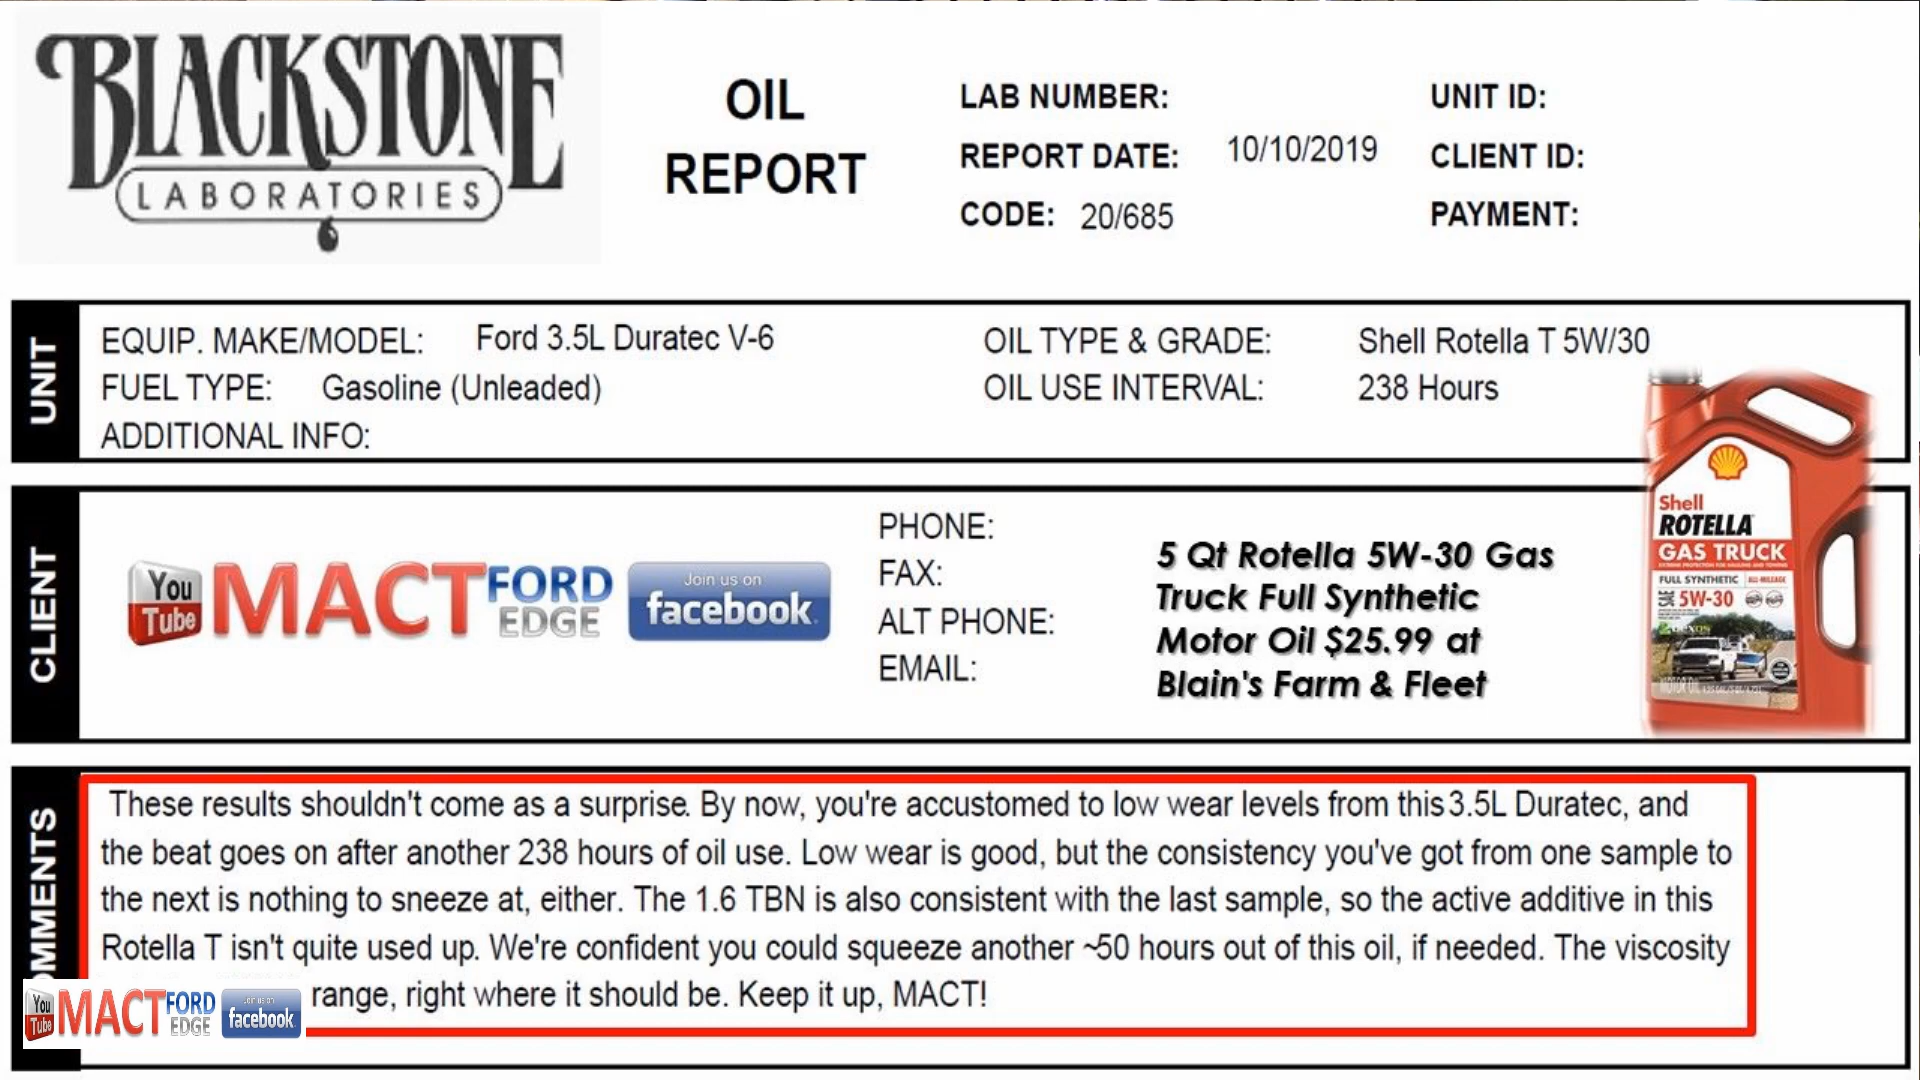 BLACKSTONE
LABORATORIES
OIL
REPORT
LAB NUMBER:
REPORT DATE: 10/10/2019
CODE: 20/685
UNIT ID:
CLIENT ID:
PAYMENT:
UNIT
EQUIP. MAKE/MODEL: Ford 3.5L Duratec V-6
FUEL TYPE: Gasoline (Unleaded)
ADDITIONAL INFO:
OIL TYPE & GRADE: Shell Rotella T 5W/30
OIL USE INTERVAL: 238 Hours
CLIENT
You
Tube
MACT
FORD
EDGE
Join us on
facebook
PHONE:
FAX:
ALT PHONE:
EMAIL:
5 Qt Rotella 5W-30 Gas
Truck Full Synthetic
Motor Oil $25.99 at
Blain's Farm & Fleet
Shell
ROTELLA
GAS TRUCK
FULL SYNTHETIC ALL-MILEAGE
SAE 5W-30
MOTOR OIL
OMMENTS
These results shouldn't come as a surprise. By now, you're accustomed to low wear levels from this 3.5L Duratec, and
the beat goes on after another 238 hours of oil use. Low wear is good, but the consistency you've got from one sample to
the next is nothing to sneeze at, either. The 1.6 TBN is also consistent with the last sample, so the active additive in this
Rotella T isn't quite used up. We're confident you could squeeze another ~50 hours out of this oil, if needed. The viscosity
range, right where it should be. Keep it up, MACT!
You
Tube
MACT
FORD
EDGE
Join us on
facebook